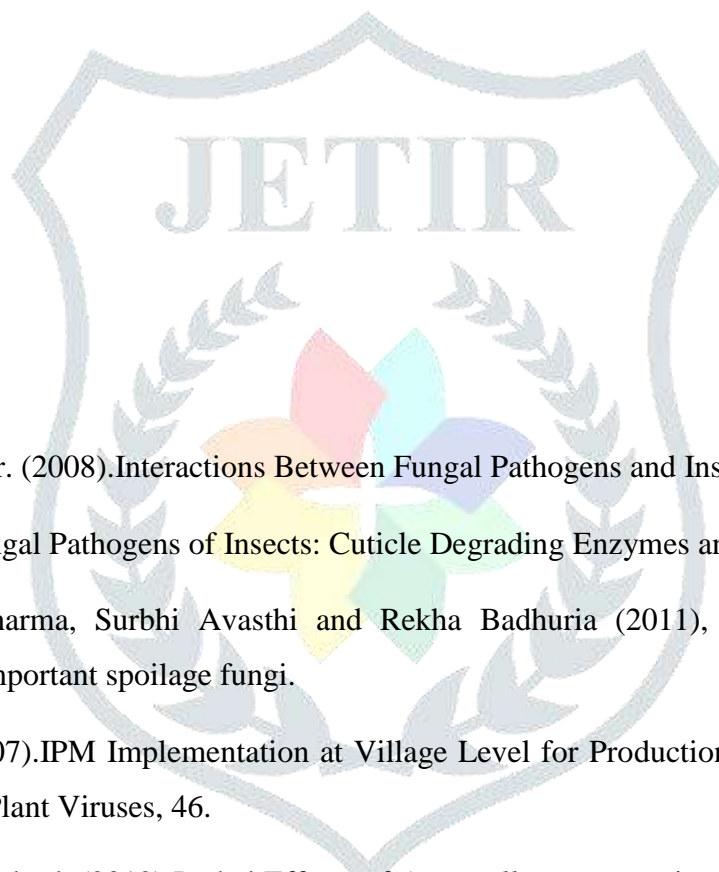 JETIR
r. (2008).Interactions Between Fungal Pathogens and Ins
gal Pathogens of Insects: Cuticle Degrading Enzymes an
arma, Surbhi Avasthi and Rekha Badhuria (2011),
mportant spoilage fungi.
07).IPM Implementation at Village Level for Production
Plant Viruses, 46.